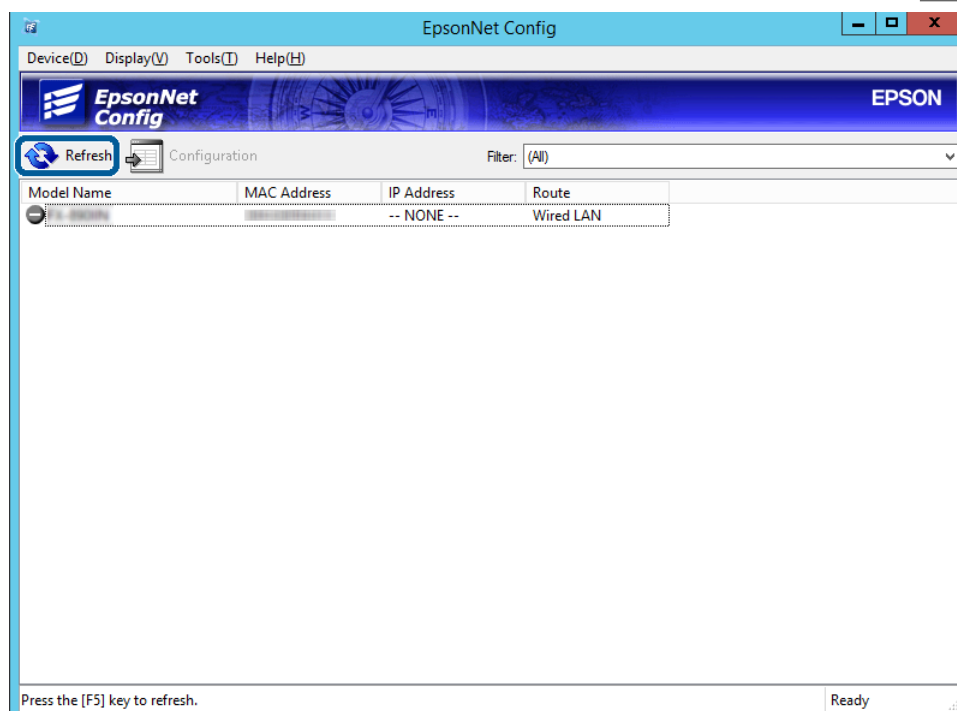 EpsonNet Config
Device(D) Display(V) Tools(T) Help(H)
EpsonNet
Config
EPSON
Refresh Configuration Filter: (All)
Model Name MAC Address IP Address Route
-- NONE -- Wired LAN
Press the [F5] key to refresh. Ready